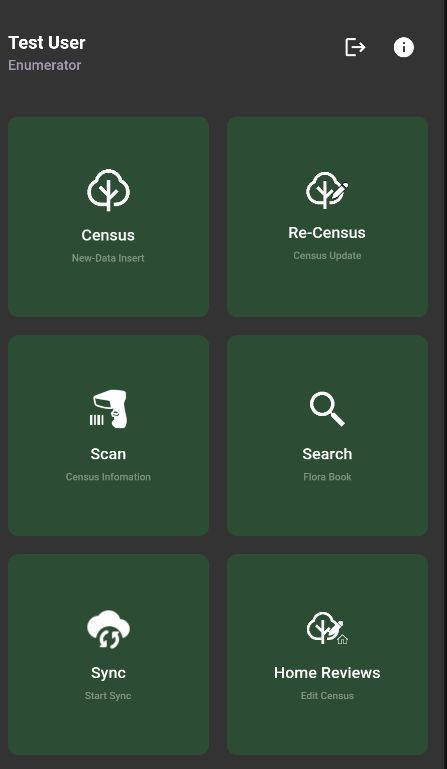 Test User
Enumerator
Census
New-Data Insert
Re-Census
Census Update
Scan
Census Infomation
Search
Flora Book
Sync
Start Sync
Home Reviews
Edit Census